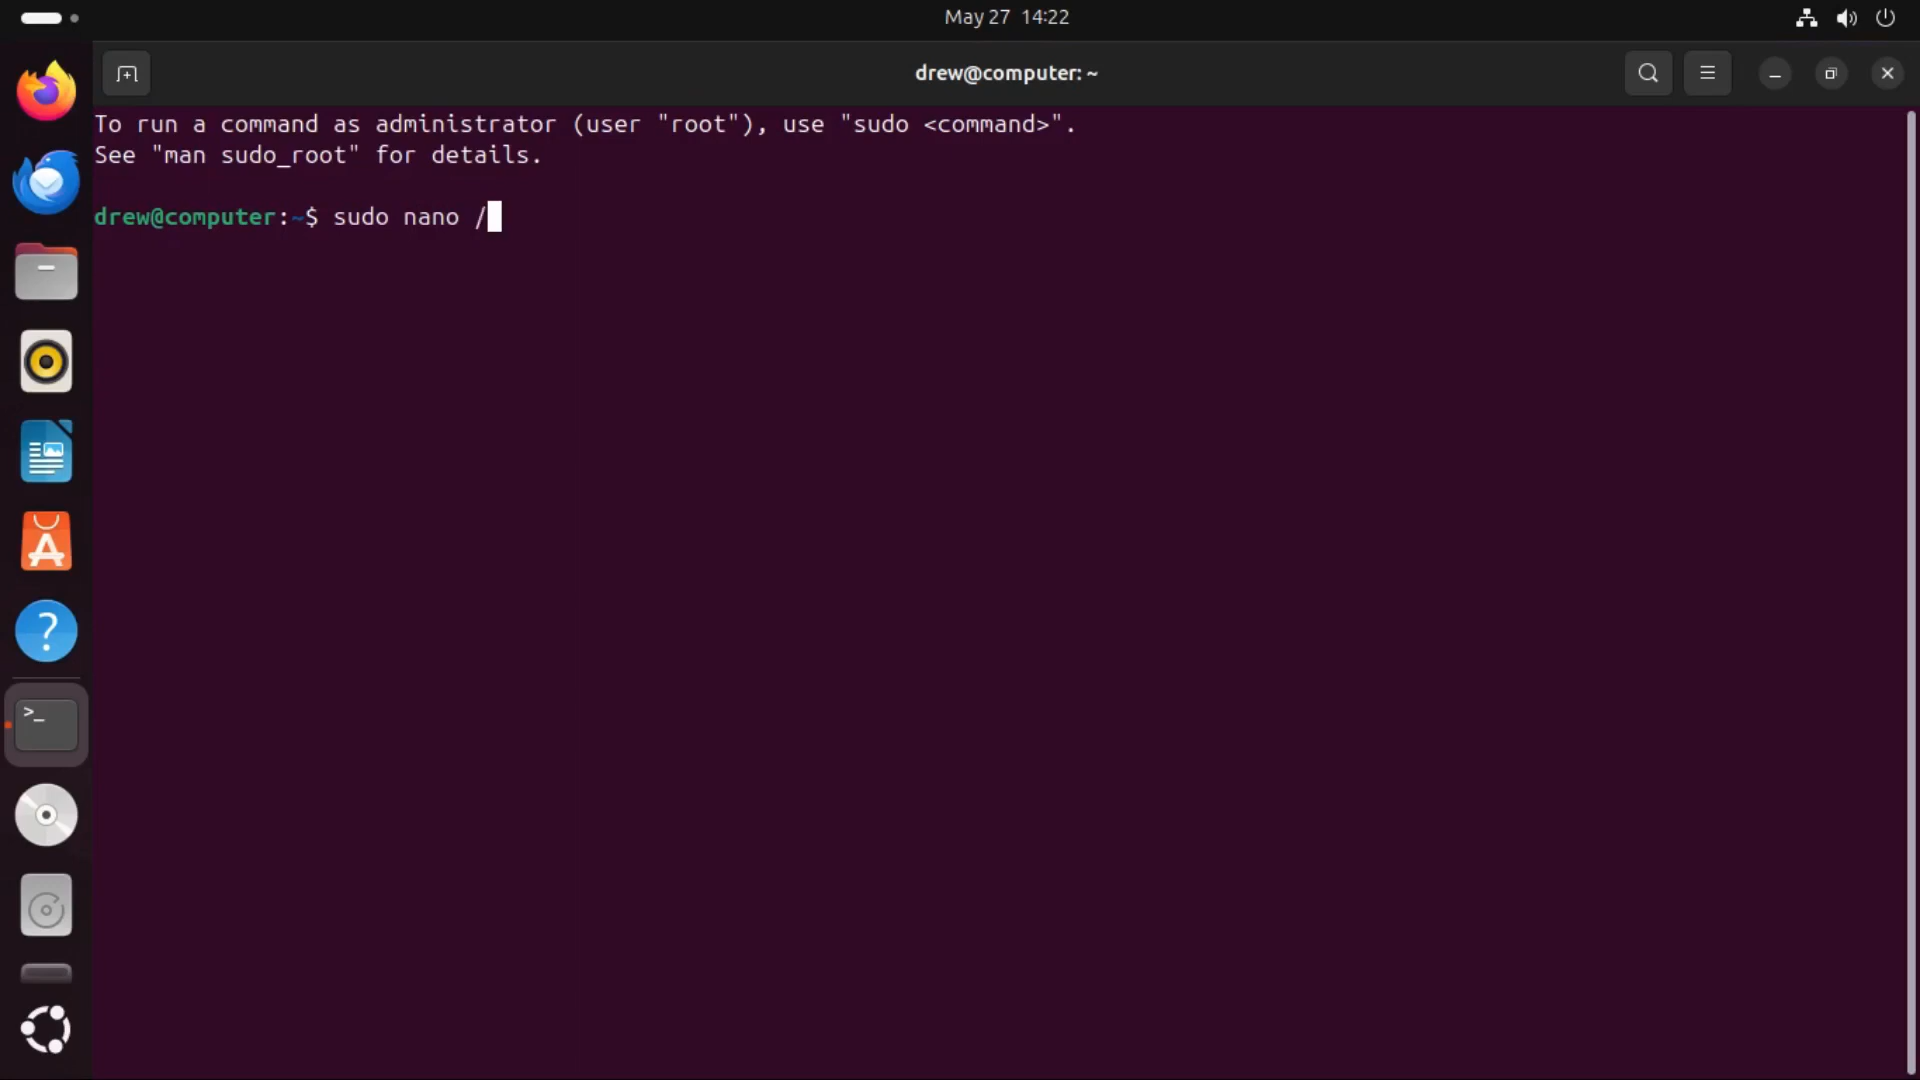 May 27 14:22
drew@computer: ~
To run a command as administrator (user "root"), use "sudo <command>".
See "man sudo_root" for details.
drew@computer:~$ sudo nano /